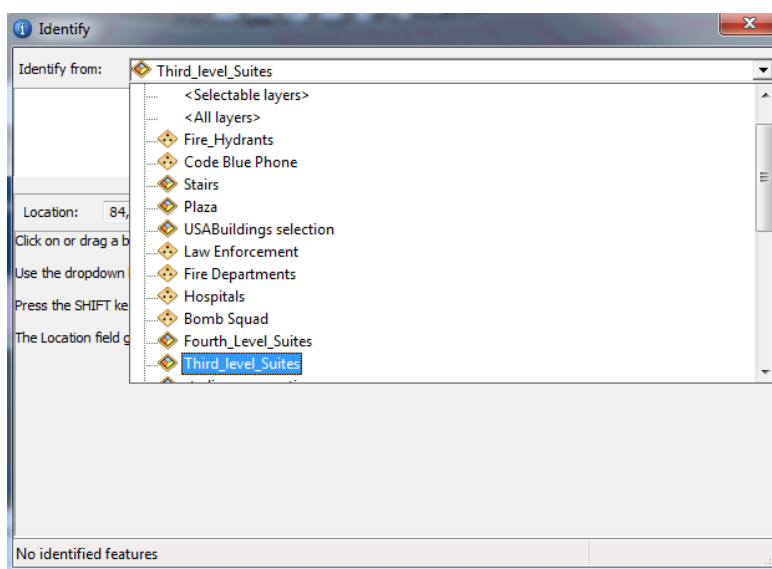 Identify
Identify from: Third_level_Suites
<Selectable layers>
<All layers>
Fire_Hydrants
Code Blue Phone
Stairs
Plaza
USABuildings selection
Law Enforcement
Fire Departments
Hospitals
Bomb Squad
Fourth_Level_Suites
Third_level_Suites
Location: 84,
Click on or drag a b
Use the dropdown
Press the SHIFT ke
The Location field g
No identified features